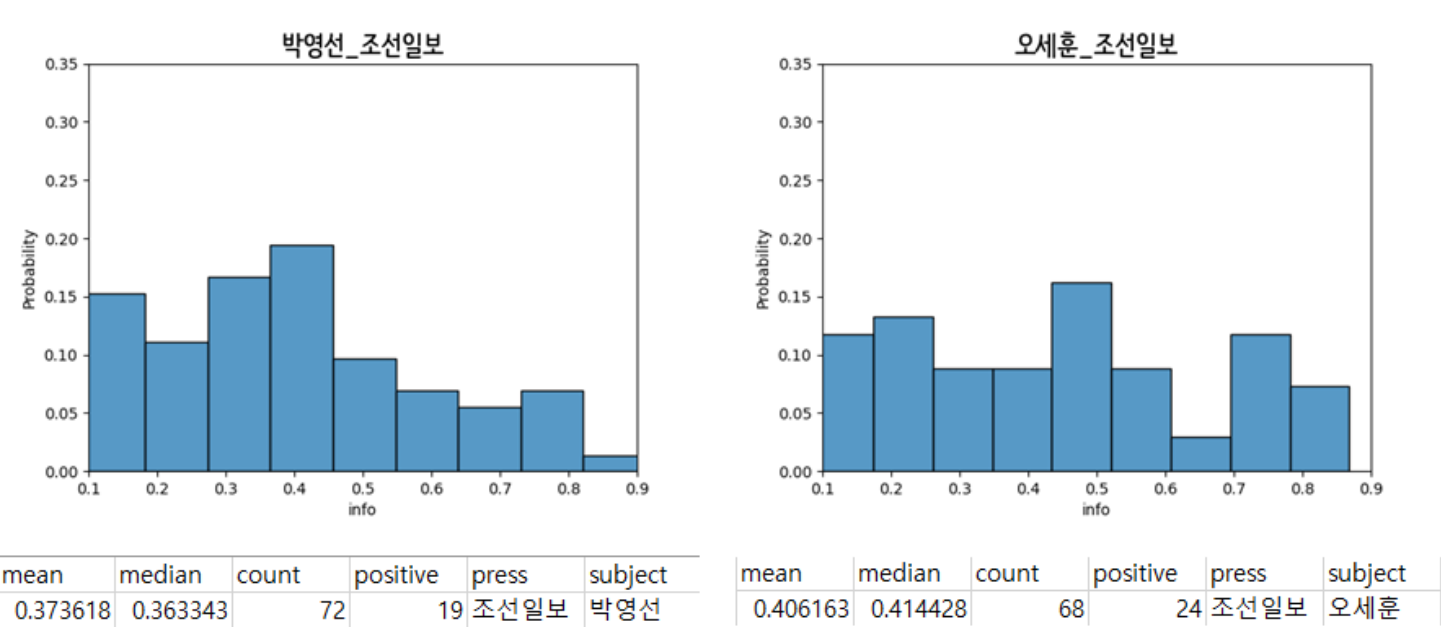 박영선_조선일보
0.35
0.30
0.25
0.20
0.15
0.10
0.05
0.00
Probability
0.1 0.2 0.3 0.4 0.5 0.6 0.7 0.8 0.9
info
mean median count positive press subject
0.373618 0.363343 72 19 조선일보 박영선
오세훈_조선일보
0.35
0.30
0.25
0.20
0.15
0.10
0.05
0.00
Probability
0.1 0.2 0.3 0.4 0.5 0.6 0.7 0.8 0.9
info
mean median count positive press subject
0.406163 0.414428 68 24 조선일보 오세훈